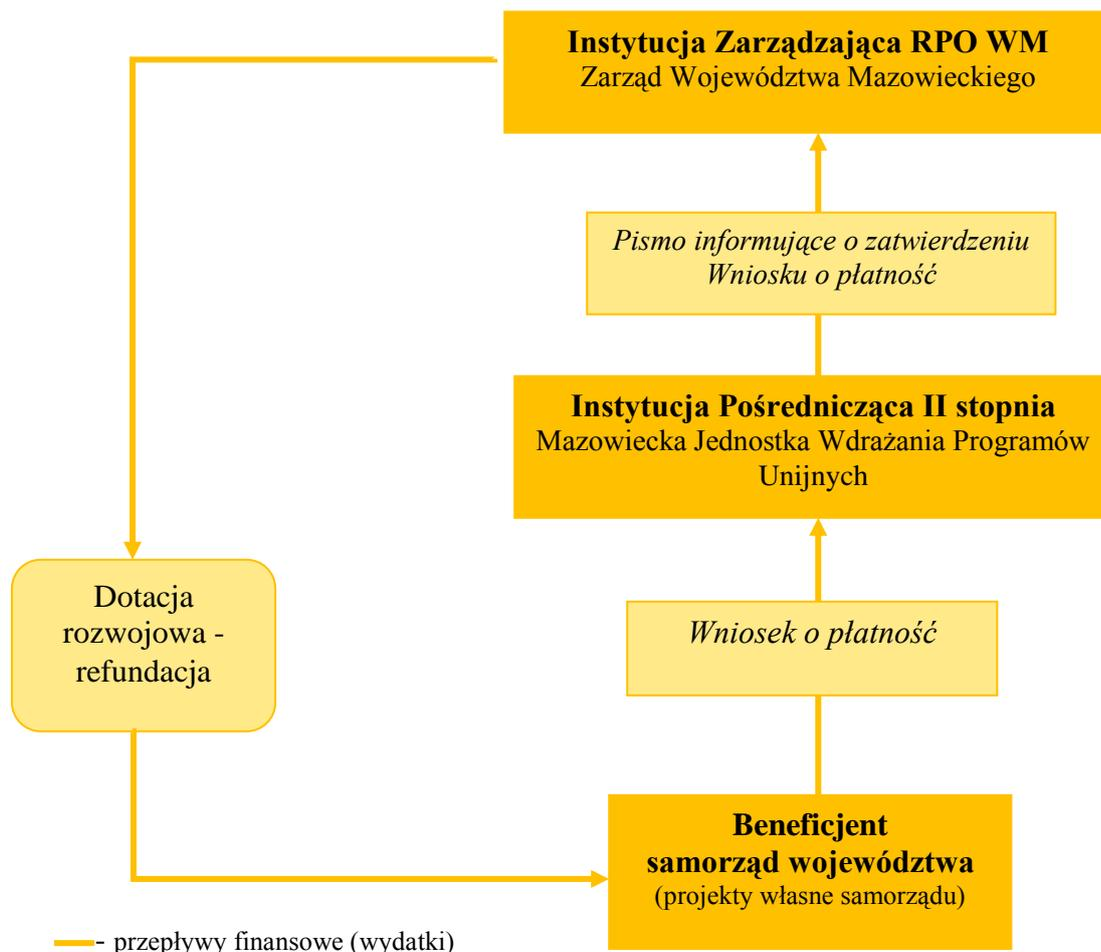 Instytucja Zarządzająca RPO WM
Zarząd Województwa Mazowieckiego
Pismo informujące o zatwierdzeniu
Wniosku o płatność
Instytucja Pośrednicząca II stopnia
Mazowiecka Jednostka Wdrażania Programów
Unijnych
Dotacja
rozwojowa -
refundacja
Wniosek o płatność
Beneficjent
samorząd województwa
(projekty własne samorządu)
- przepływy finansowe (wydatki)